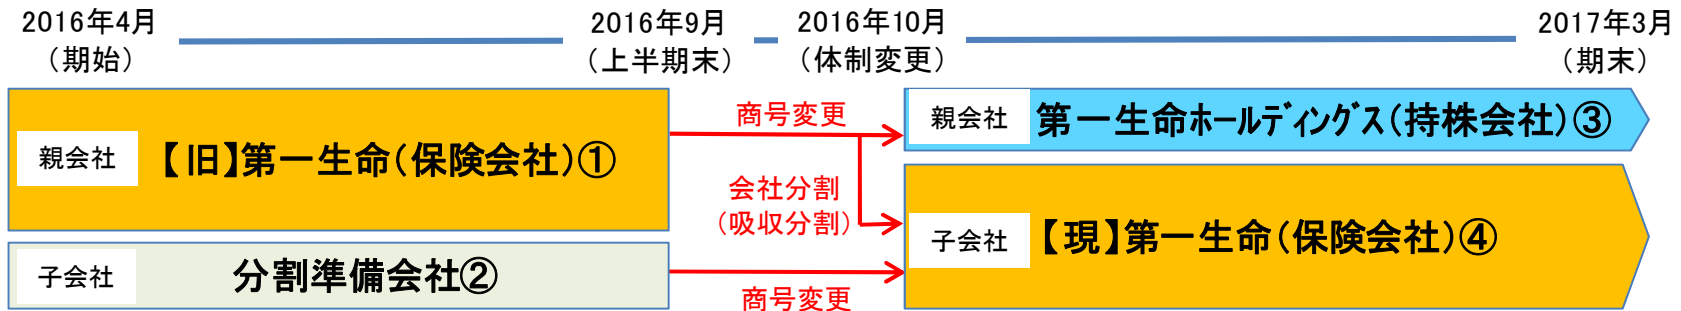 2016年4月
（期始）
2016年9月
（上半期末）
2016年10月
（体制変更）
2017年3月
（期末）
親会社
【旧】第一生命（保険会社）①
子会社
分割準備会社②
商号変更
会社分割
（吸収分割）
商号変更
親会社
第一生命ﾎｰﾙﾃﾞｨﾝｸﾞｽ（持株会社）③
子会社
【現】第一生命（保険会社）④